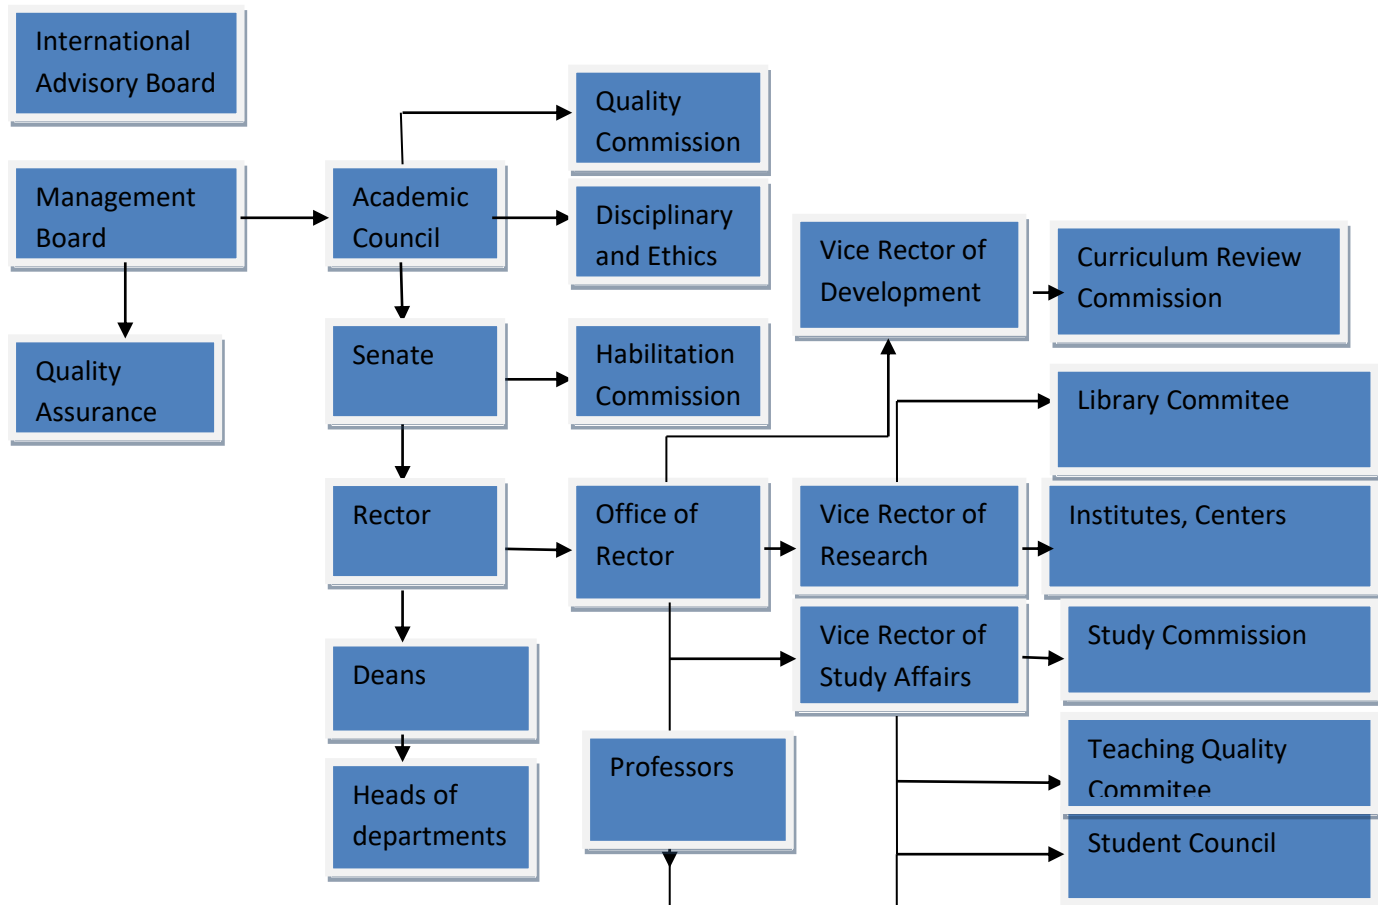 International
Advisory Board
Management
Board
Quality
Assurance
Academic
Council
Senate
Rector
Deans
Heads of
departments
Quality
Commission
Disciplinary
and Ethics
Habilitation
Commission
Office of
Rector
Professors
Vice Rector of
Development
Vice Rector of
Research
Vice Rector of
Study Affairs
Curriculum Review
Commission
Library Commitee
Institutes, Centers
Study Commission
Teaching Quality
Commitee
Student Council